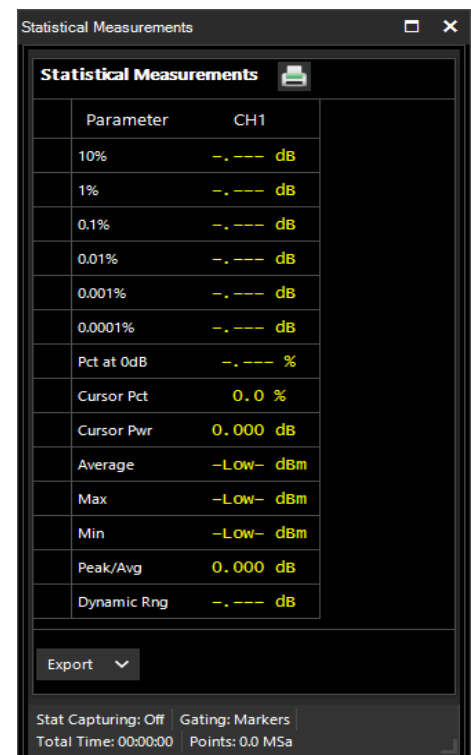 Statistical Measurements
Statistical Measurements
Parameter CH1
10% -.--- dB
1% -.--- dB
0.1% -.--- dB
0.01% -.--- dB
0.001% -.--- dB
0.0001% -.--- dB
Pct at 0dB -.--- %
Cursor Pct 0.0 %
Cursor Pwr 0.000 dB
Average -Low- dBm
Max -Low- dBm
Min -Low- dBm
Peak/Avg 0.000 dB
Dynamic Rng -.--- dB
Export
Stat Capturing: Off Gating: Markers
Total Time: 00:00:00 Points: 0.0 MSa